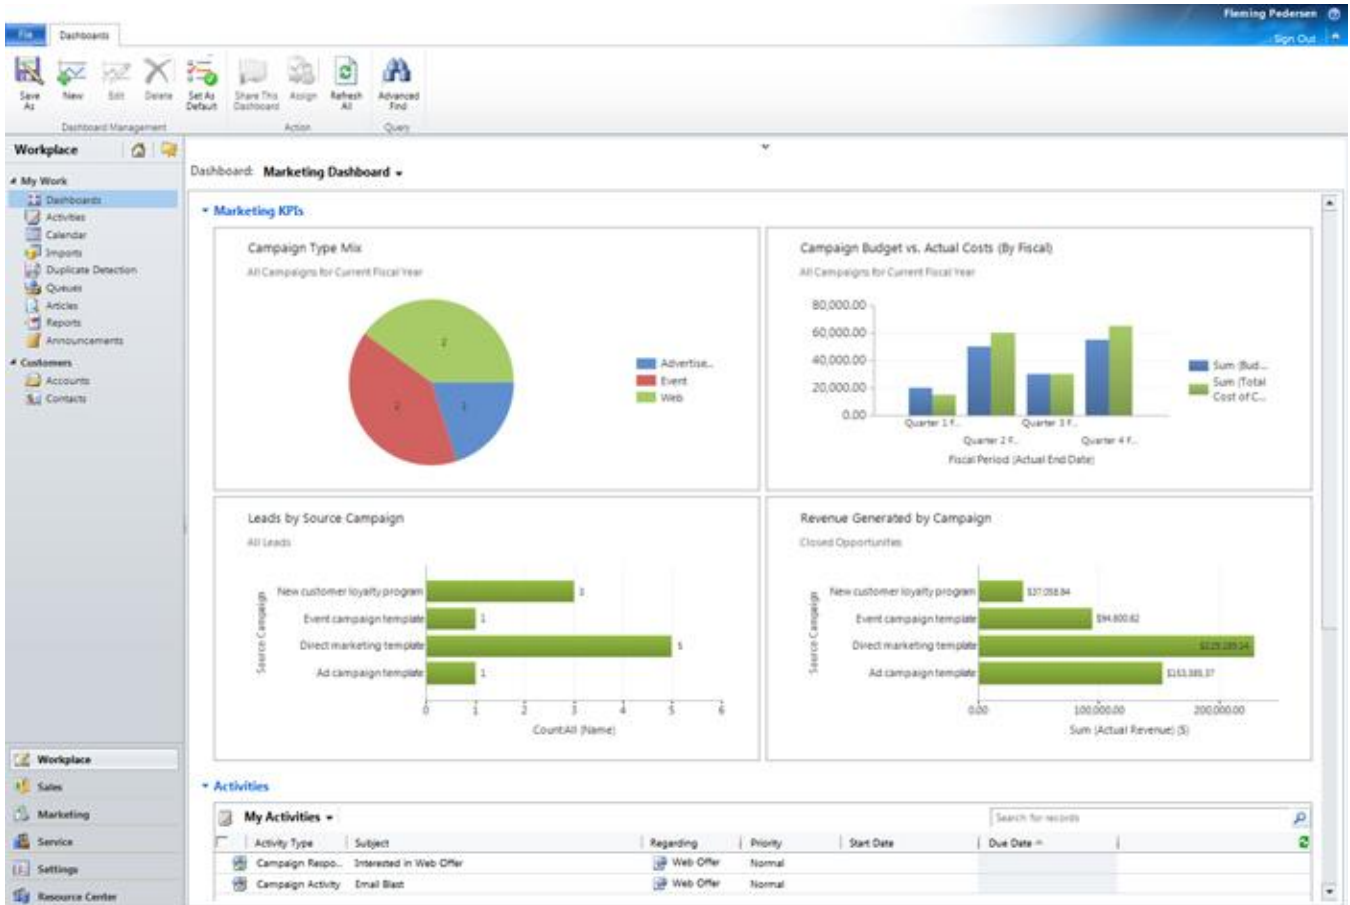 Fleming Pedersen
File Dashboards
Sign Out
Save As
New
Edit
Delete
Set As Default
Share This Dashboard
Assign
Refresh All
Advanced Find
Dashboard Management
Action
Query
Workplace
My Work
Dashboards
Activities
Calendar
Imports
Duplicate Detection
Queues
Articles
Reports
Announcements
Customers
Accounts
Contacts
Workplace
Sales
Marketing
Service
Settings
Resource Center
Dashboard: Marketing Dashboard
Marketing KPIs
Campaign Type Mix
All Campaigns for Current Fiscal Year
2
2
1
Advertise...
Event
Web
Campaign Budget vs. Actual Costs (By Fiscal)
All Campaigns for Current Fiscal Year
80,000.00
60,000.00
40,000.00
20,000.00
0.00
Quarter 1 F... Quarter 3 F...
Quarter 2 F... Quarter 4 F...
Fiscal Period (Actual End Date)
Sum (Bud...
Sum (Total
Cost of C...
Leads by Source Campaign
All Leads
Source Campaign
New customer loyalty program 3
Event campaign template 1
Direct marketing template 5
Ad campaign template 1
0 1 2 3 4 5 6
CountAll (Name)
Revenue Generated by Campaign
Closed Opportunities
Source Campaign
New customer loyalty program
Event campaign template
Direct marketing template
Ad campaign template
0.00 100,000.00 200,000.00
Sum (Actual Revenue) ($)
Activities
My Activities
Search for records
Activity Type Subject Regarding Priority Start Date Due Date
Campaign Respo... Interested in Web Offer Web Offer Normal
Campaign Activity Email Blast Web Offer Normal